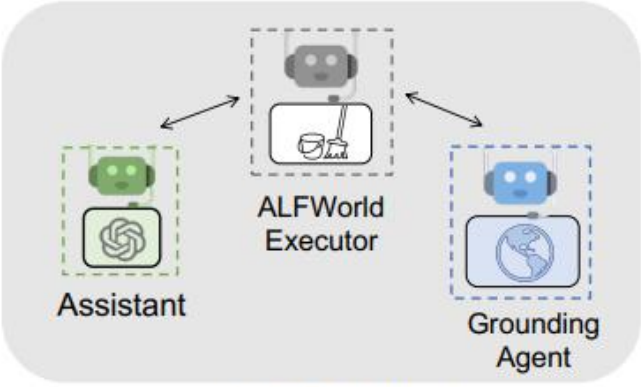 ALFWorld
Executor
Assistant
Grounding
Agent